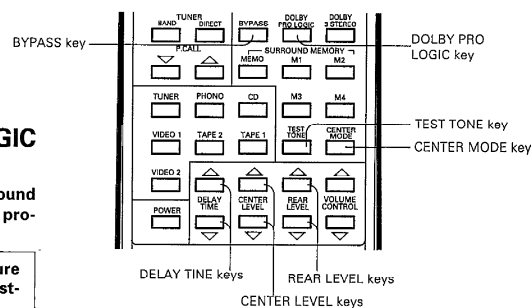 TUNER
BAND DIRECT BYPASS DOLBY PRO LOGIC DOLBY 3 STEREO
P.CALL
SURROUND MEMORY
MEMO M1 M2
TUNER PHONO CD M3 M4
VIDEO 1 TAPE 2 TAPE 1 TEST TONE CENTER MODE
VIDEO 2
POWER DELAY TIME CENTER LEVEL REAR LEVEL VOLUME CONTROL
BYPASS key
DOLBY PRO
LOGIC key
TEST TONE key
CENTER MODE key
DELAY TINE keys
REAR LEVEL keys
CENTER LEVEL keys
GIC
ound
pro-
ure
st-